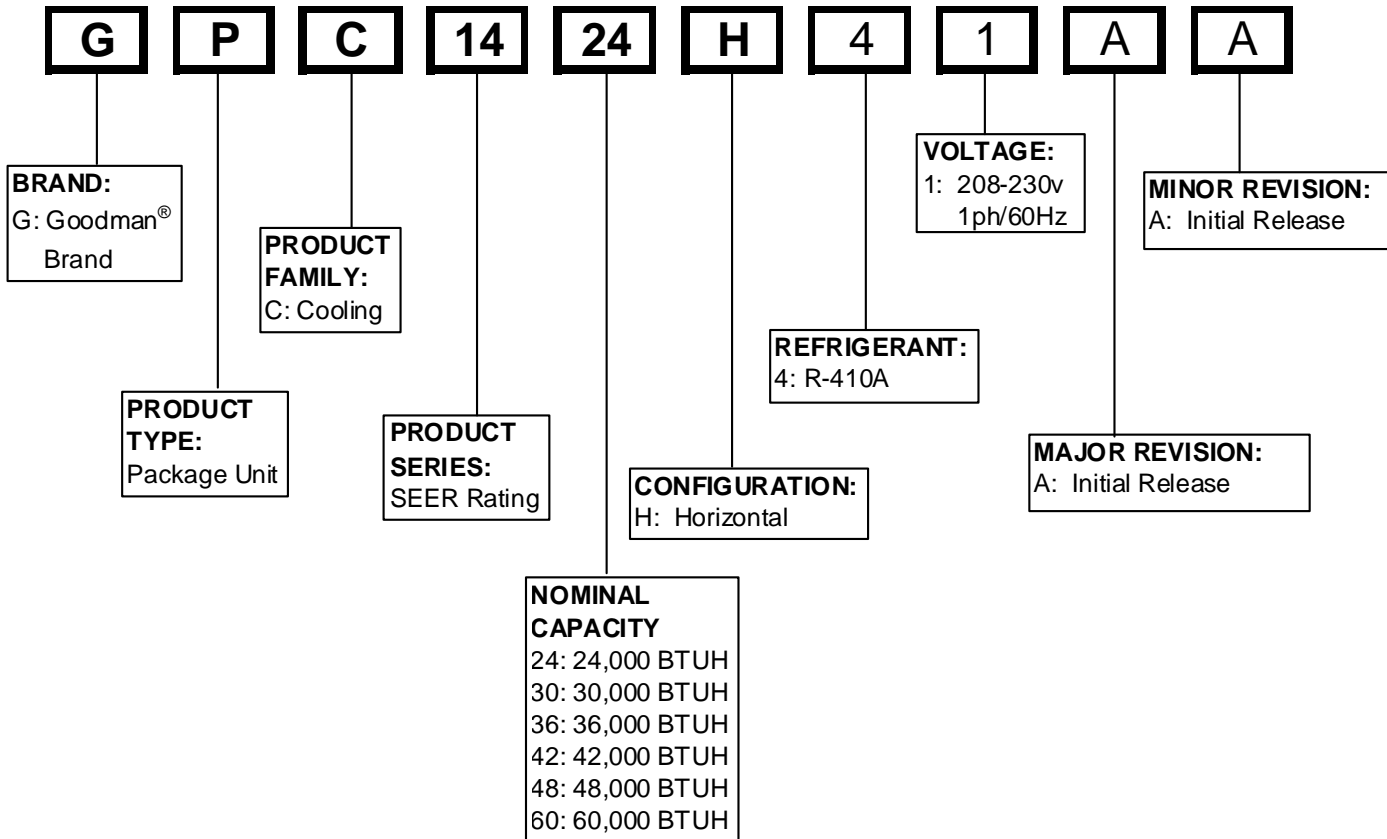 G P C 14 24 H 4 1 A A
BRAND:
G: Goodman®
Brand
PRODUCT
TYPE:
Package Unit
PRODUCT
FAMILY:
C: Cooling
PRODUCT
SERIES:
SEER Rating
NOMINAL
CAPACITY
24: 24,000 BTUH
30: 30,000 BTUH
36: 36,000 BTUH
42: 42,000 BTUH
48: 48,000 BTUH
60: 60,000 BTUH
CONFIGURATION:
H: Horizontal
REFRIGERANT:
4: R-410A
VOLTAGE:
1: 208-230v
1ph/60Hz
MAJOR REVISION:
A: Initial Release
MINOR REVISION:
A: Initial Release